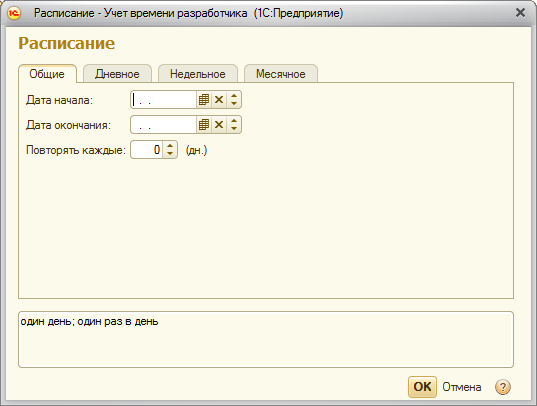 Расписание - Учет времени разработчика (1С:Предприятие)
Расписание
Общие Дневное Недельное Месячное
Дата начала: . .
Дата окончания: . .
Повторять каждые: 0 (дн.)
один день; один раз в день
OK Отмена ?